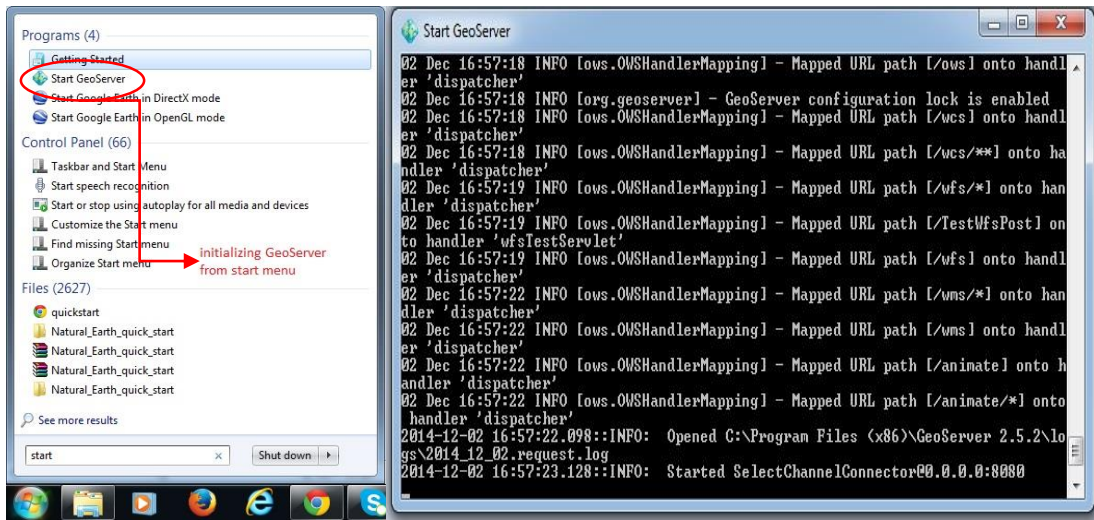 Programs (4)
Getting Started
Start GeoServer
Start Google Earth in DirectX mode
Start Google Earth in OpenGL mode
Control Panel (66)
Taskbar and Start Menu
Start speech recognition
Start or stop using autoplay for all media and devices
Customize the Start menu
Find missing Start menu
Organize Start menu
initializing GeoServer
from start menu
Files (2627)
quickstart
Natural_Earth_quick_start
Natural_Earth_quick_start
Natural_Earth_quick_start
Natural_Earth_quick_start
See more results
start
Shut down
Start GeoServer
02 Dec 16:57:18 INFO [ows.OWSHandlerMapping] - Mapped URL path [/ows] onto handl
er 'dispatcher'
02 Dec 16:57:18 INFO [org.geoserver] - GeoServer configuration lock is enabled
02 Dec 16:57:18 INFO [ows.OWSHandlerMapping] - Mapped URL path [/wcs] onto handl
er 'dispatcher'
02 Dec 16:57:18 INFO [ows.OWSHandlerMapping] - Mapped URL path [/wcs/**] onto ha
ndler 'dispatcher'
02 Dec 16:57:19 INFO [ows.OWSHandlerMapping] - Mapped URL path [/wfs/*] onto han
dler 'dispatcher'
02 Dec 16:57:19 INFO [ows.OWSHandlerMapping] - Mapped URL path [/TestWfsPost] on
to handler 'wfsTestServlet'
02 Dec 16:57:19 INFO [ows.OWSHandlerMapping] - Mapped URL path [/wfs] onto handl
er 'dispatcher'
02 Dec 16:57:22 INFO [ows.OWSHandlerMapping] - Mapped URL path [/wms/*] onto han
dler 'dispatcher'
02 Dec 16:57:22 INFO [ows.OWSHandlerMapping] - Mapped URL path [/wms] onto handl
er 'dispatcher'
02 Dec 16:57:22 INFO [ows.OWSHandlerMapping] - Mapped URL path [/animate] onto h
andler 'dispatcher'
02 Dec 16:57:22 INFO [ows.OWSHandlerMapping] - Mapped URL path [/animate/*] onto
handler 'dispatcher'
2014-12-02 16:57:22.098::INFO: Opened C:\Program Files (x86)\GeoServer 2.5.2\lo
gs\2014_12_02.request.log
2014-12-02 16:57:23.128::INFO: Started SelectChannelConnector@0.0.0.0:8080